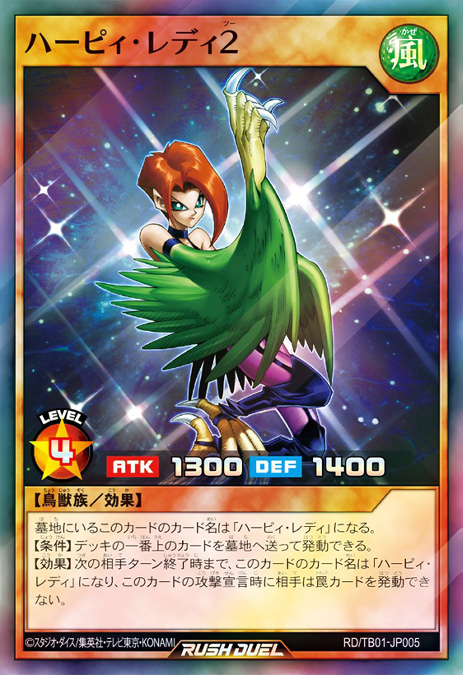 ハーピィ・レディ2
ツー
風
かぜ
LEVEL
4
ATK 1300 DEF 1400
【鳥獣族／効果】
墓地にいるこのカードのカード名は「ハーピィ・レディ」になる。
【条件】デッキの一番上のカードを墓地へ送って発動できる。
【効果】次の相手ターン終了時まで、このカードのカード名は「ハーピィ・
レディ」になり、このカードの攻撃宣言時に相手は罠カードを発動でき
ない。
©スタジオ・ダイス/集英社・テレビ東京・KONAMI
RUSH DUEL
RD/TB01-JP005